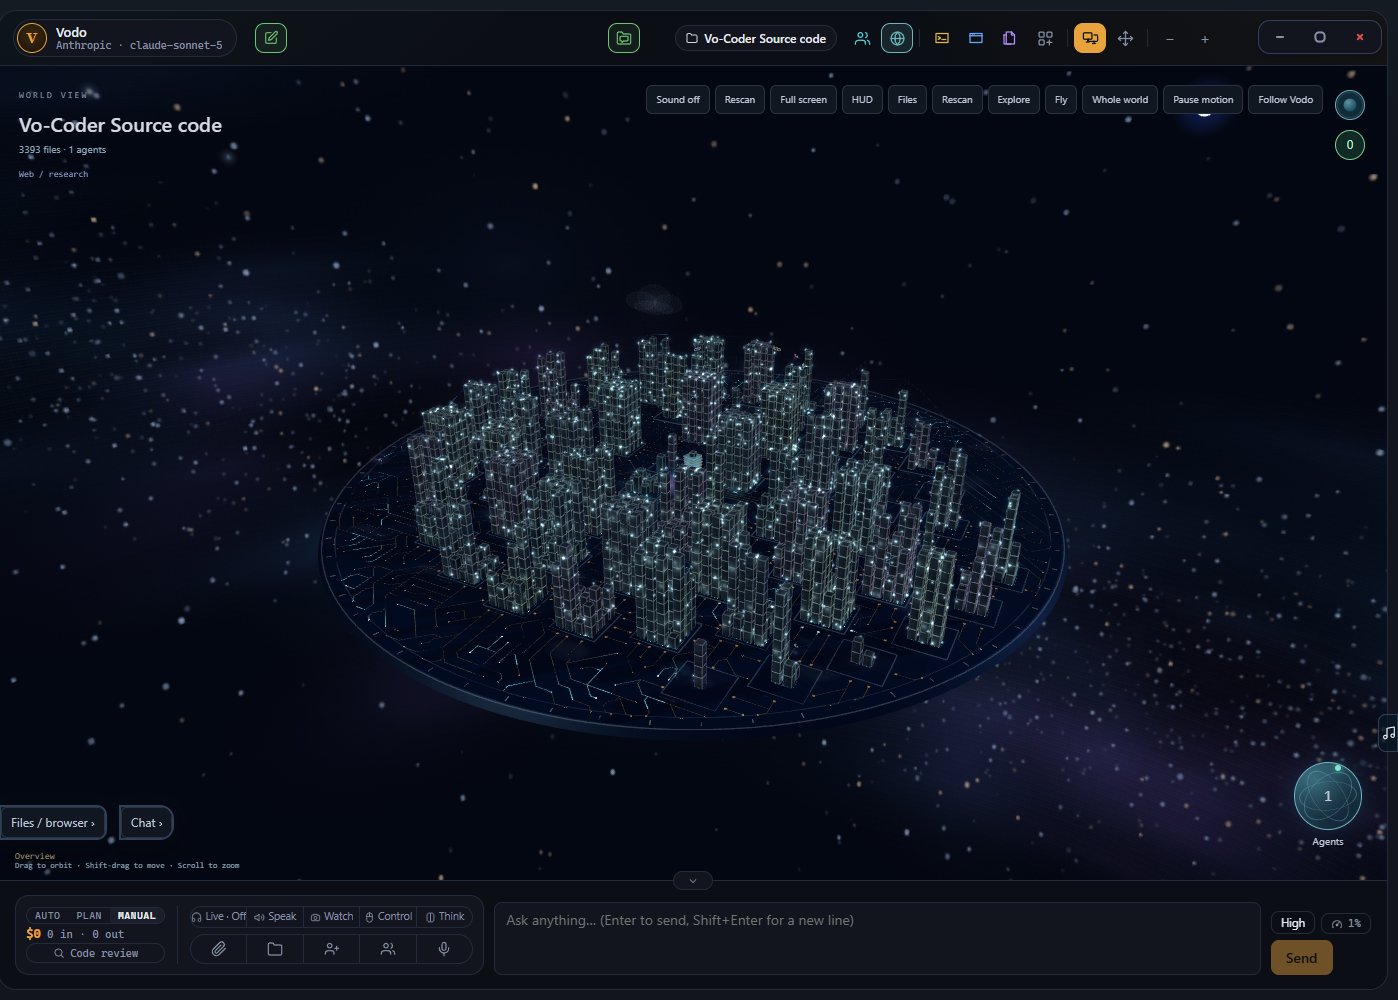 V
Vodo
Anthropic · claude-sonnet-5
Vo-Coder Source code
WORLD VIEW
Vo-Coder Source code
3393 files · 1 agents
Web / research
Sound off
Rescan
Full screen
HUD
Files
Rescan
Explore
Fly
Whole world
Pause motion
Follow Vodo
0
1
Agents
Files / browser ›
Chat ›
Overview
Drag to orbit · Shift-drag to move · Scroll to zoom
AUTO PLAN MANUAL
$0 0 in · 0 out
Code review
Live · Off
Speak
Watch
Control
Think
Ask anything... (Enter to send, Shift+Enter for a new line)
High
1%
Send